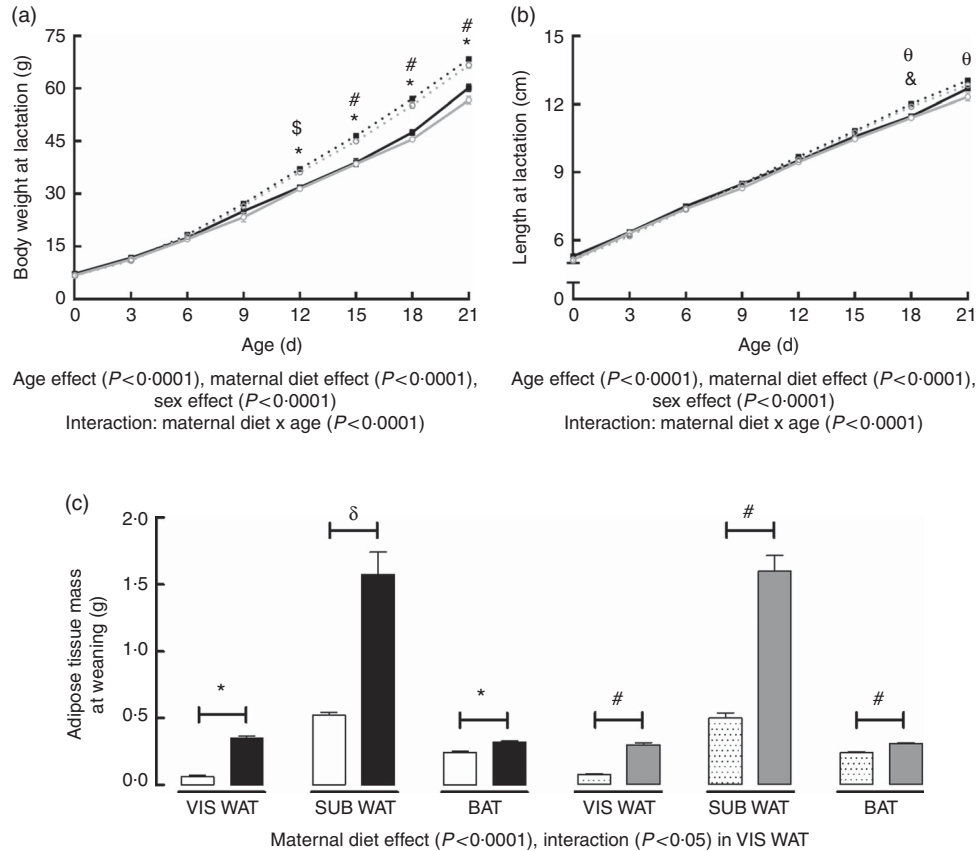 (a)
Body weight at lactation (g)
75
60
45
30
15
0
$
*
#
*
#
*
#
*
0 3 6 9 12 15 18 21
Age (d)
Age effect (P<0·0001), maternal diet effect (P<0·0001),
sex effect (P<0·0001)
Interaction: maternal diet x age (P<0·0001)
(b)
Length at lactation (cm)
15
12
9
6
0
θ
&
θ
0 3 6 9 12 15 18 21
Age (d)
Age effect (P<0·0001), maternal diet effect (P<0·0001),
sex effect (P<0·0001)
Interaction: maternal diet x age (P<0·0001)
(c)
Adipose tissue mass
at weaning (g)
2·0
1·5
1·0
0·5
0·0
* δ * # # #
VIS WAT SUB WAT BAT VIS WAT SUB WAT BAT
Maternal diet effect (P<0·0001), interaction (P<0·05) in VIS WAT